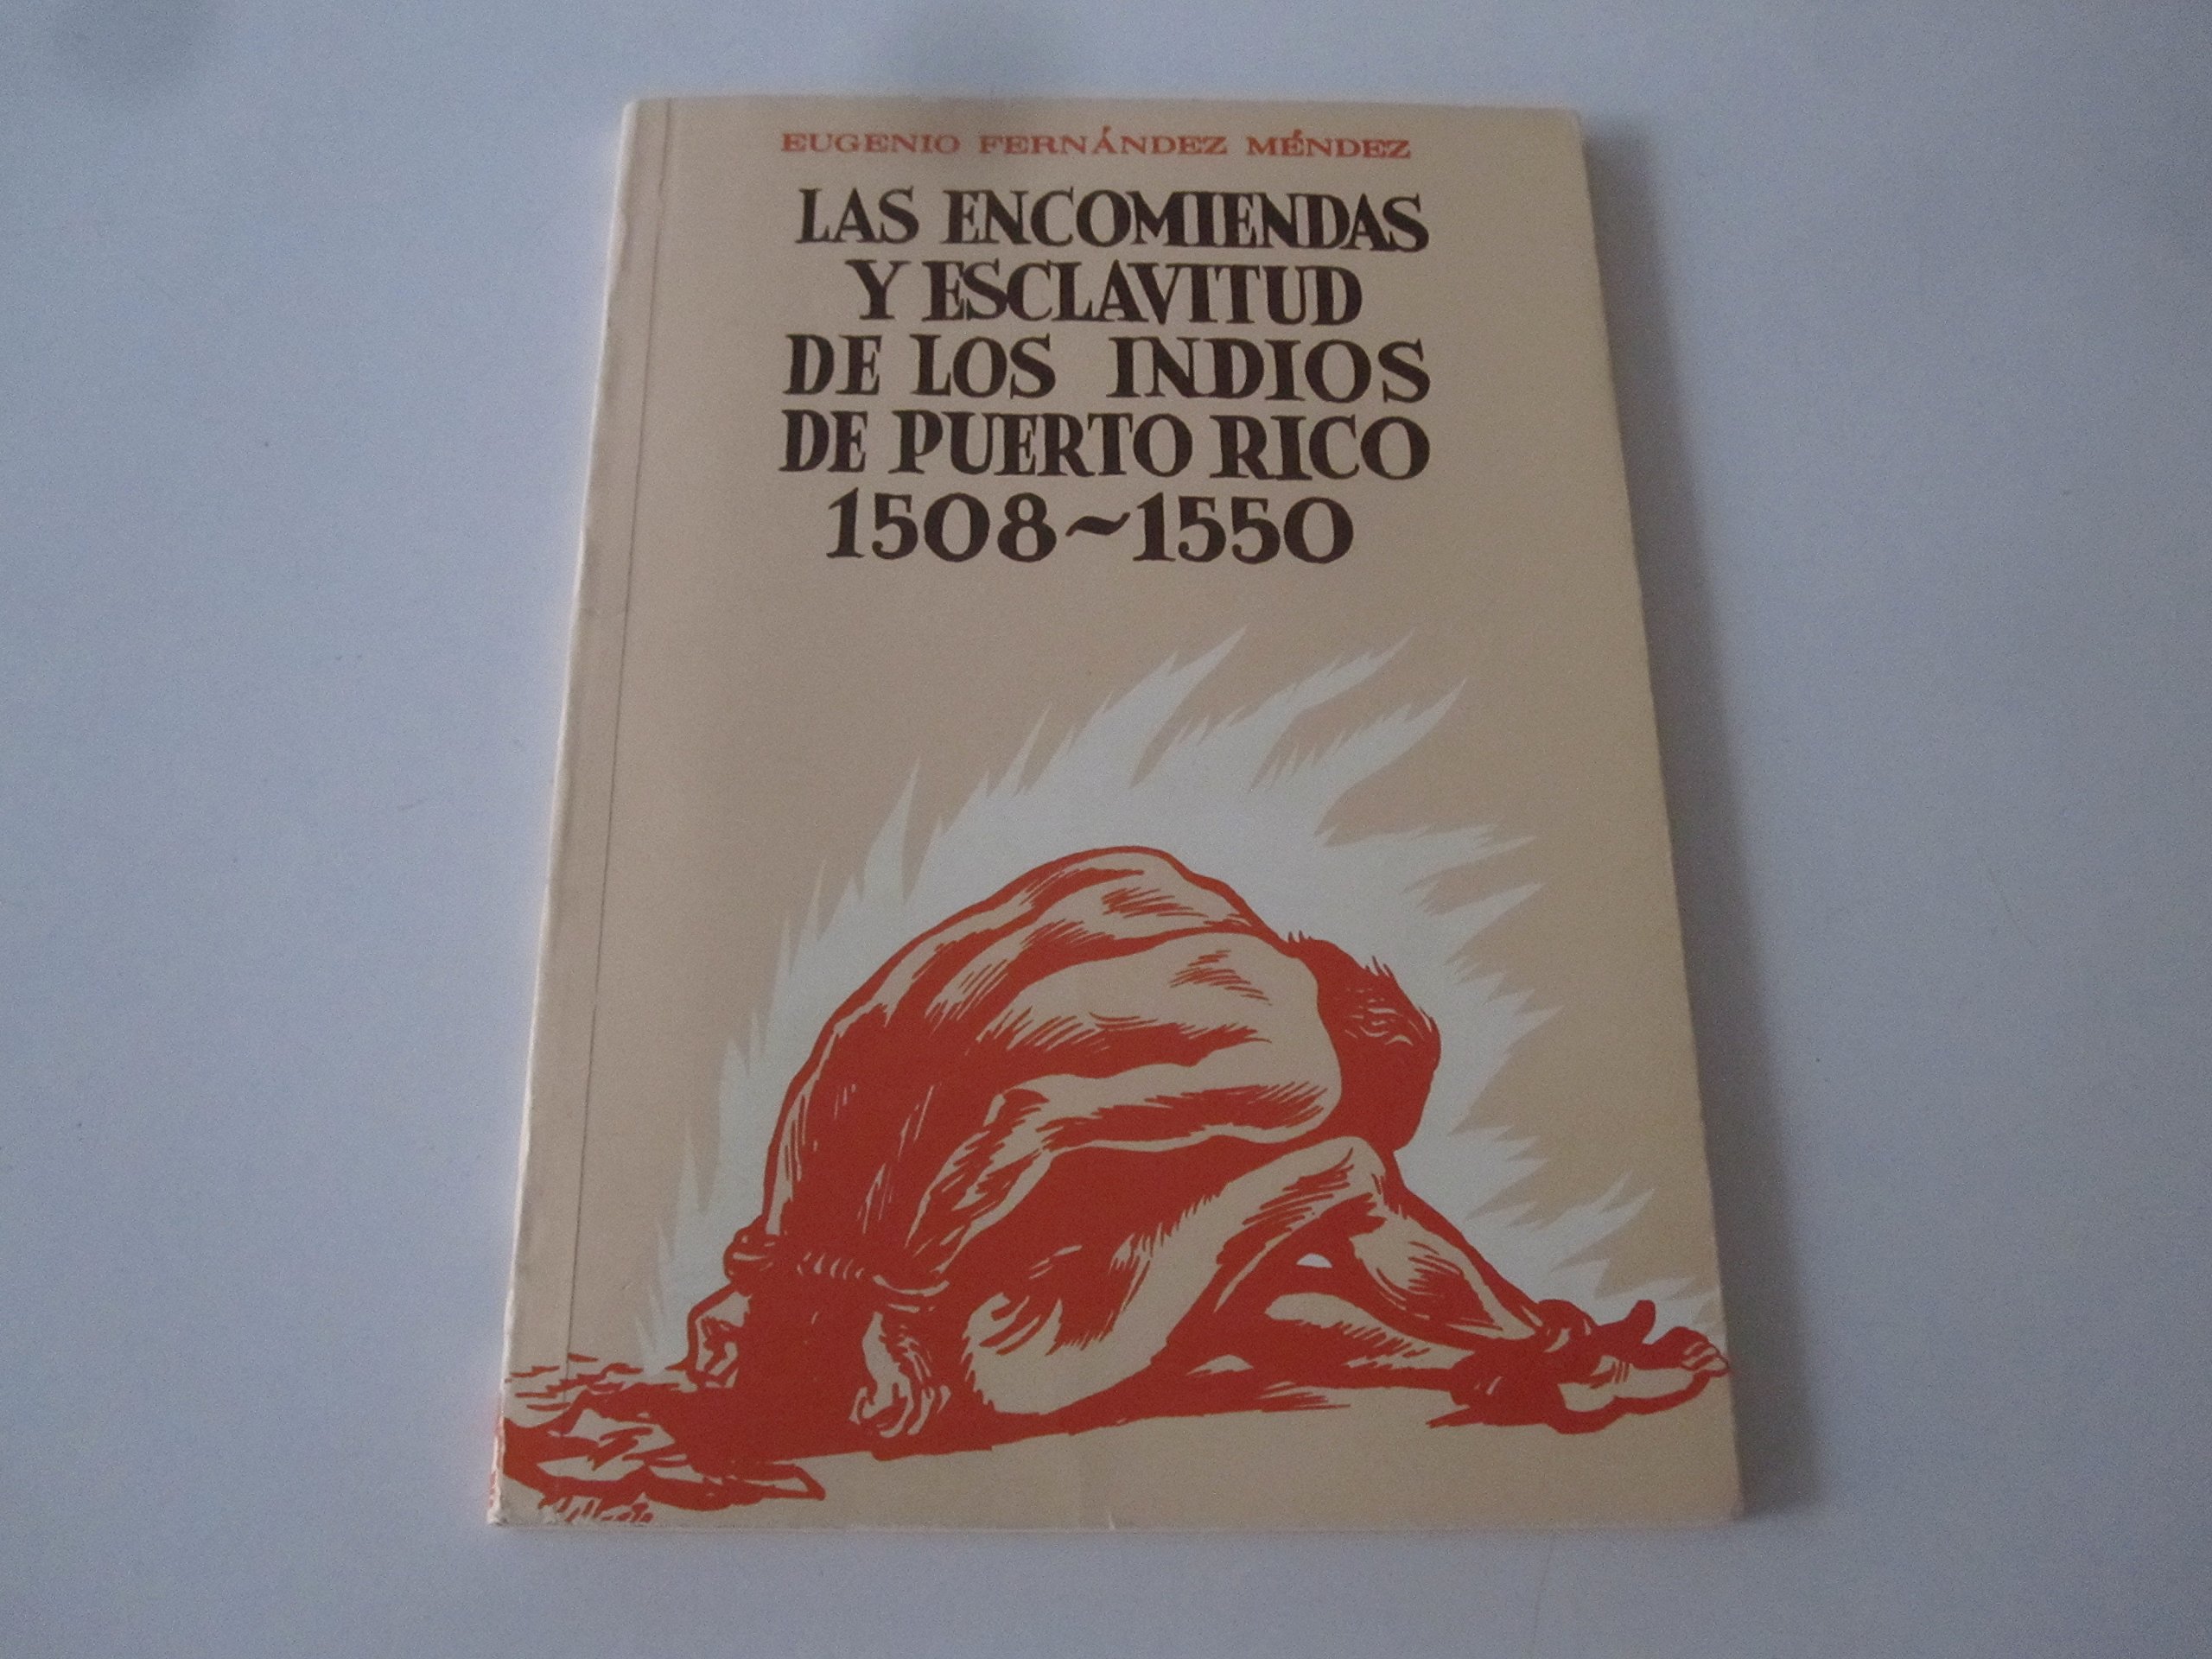 EUGENIO FERNÁNDEZ MÉNDEZ
LAS ENCOMIENDAS
Y ESCLAVITUD
DE LOS INDIOS
DE PUERTO RICO
1508~1550